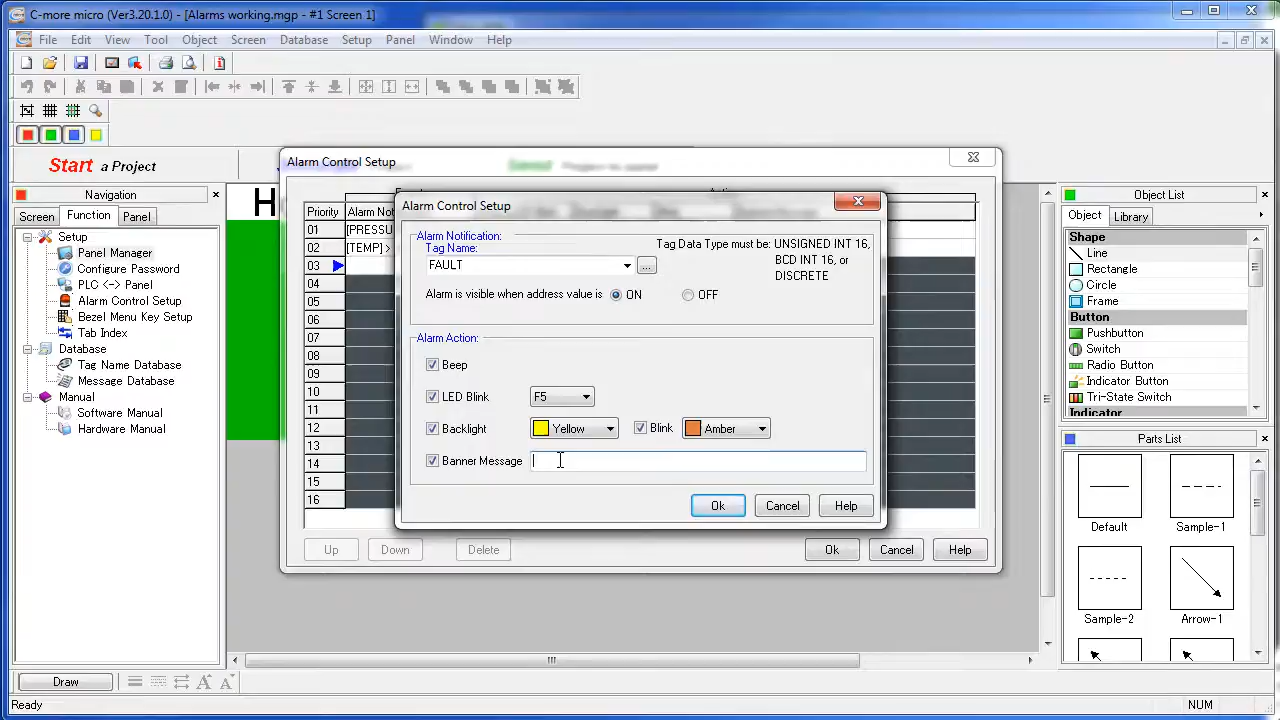 C-more micro (Ver3.20.1.0) - [Alarms working.mgp - #1 Screen 1]
File Edit View Tool Object Screen Database Setup Panel Window Help
Start a Project
Navigation
Screen Function Panel
Setup
Panel Manager
Configure Password
PLC <-> Panel
Alarm Control Setup
Bezel Menu Key Setup
Tab Index
Database
Tag Name Database
Message Database
Manual
Software Manual
Hardware Manual
H
Alarm Control Setup
Priority
01 [PRESSU
02 [TEMP] >
03
04
05
06
07
08
09
10
11
12
13
14
15
16
Up Down Delete Ok Cancel Help
Alarm Control Setup
Alarm Notification:
Tag Name:
FAULT
...
Tag Data Type must be: UNSIGNED INT 16,
BCD INT 16, or
DISCRETE
Alarm is visible when address value is ON OFF
Alarm Action:
Beep
LED Blink F5
Backlight Yellow Blink Amber
Banner Message
Ok Cancel Help
Object List
Object Library
Shape
Line
Rectangle
Circle
Frame
Button
Pushbutton
Switch
Radio Button
Indicator Button
Tri-State Switch
Indicator
Parts List
Default Sample-1
Sample-2 Arrow-1
Draw
Ready
NUM